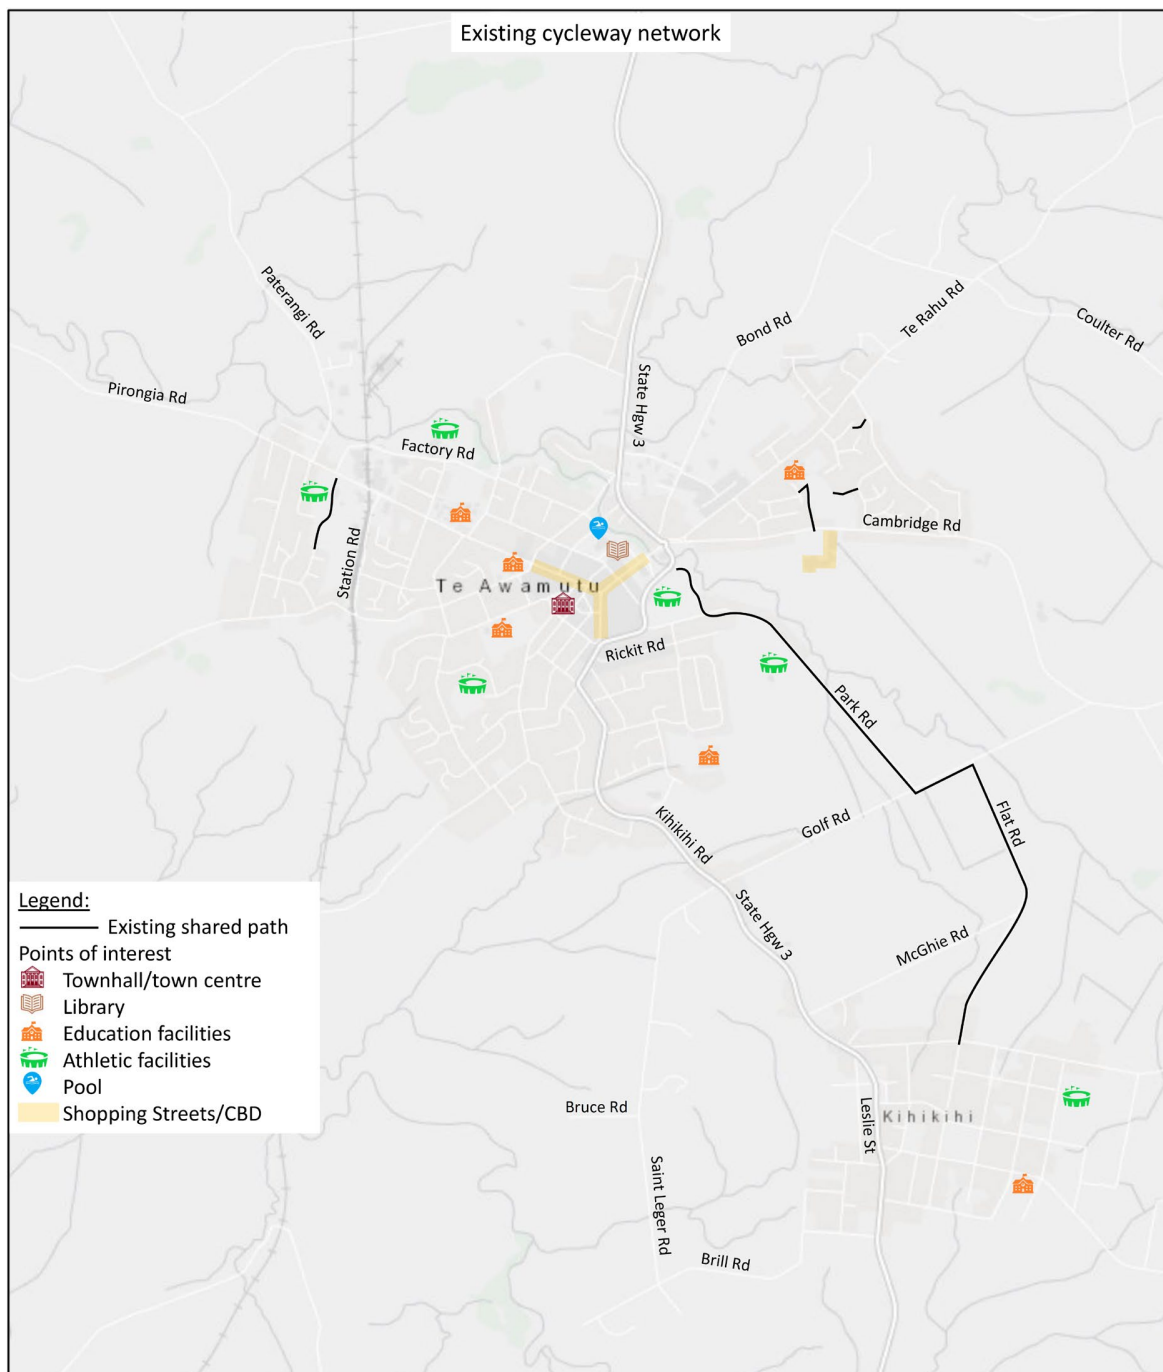 Existing cycleway network
Paterangi Rd
Bond Rd
Te Rahu Rd
Coulter Rd
Pirongia Rd
State Hgw 3
Factory Rd
Cambridge Rd
Station Rd
Te Awamutu
Rickit Rd
Park Rd
Kihikihi Rd
Golf Rd
Flat Rd
State Hgw 3
McGhie Rd
Legend:
Existing shared path
Points of interest
Townhall/town centre
Library
Education facilities
Athletic facilities
Pool
Shopping Streets/CBD
Bruce Rd
Leslie St
Kihikihi
Saint Leger Rd
Brill Rd